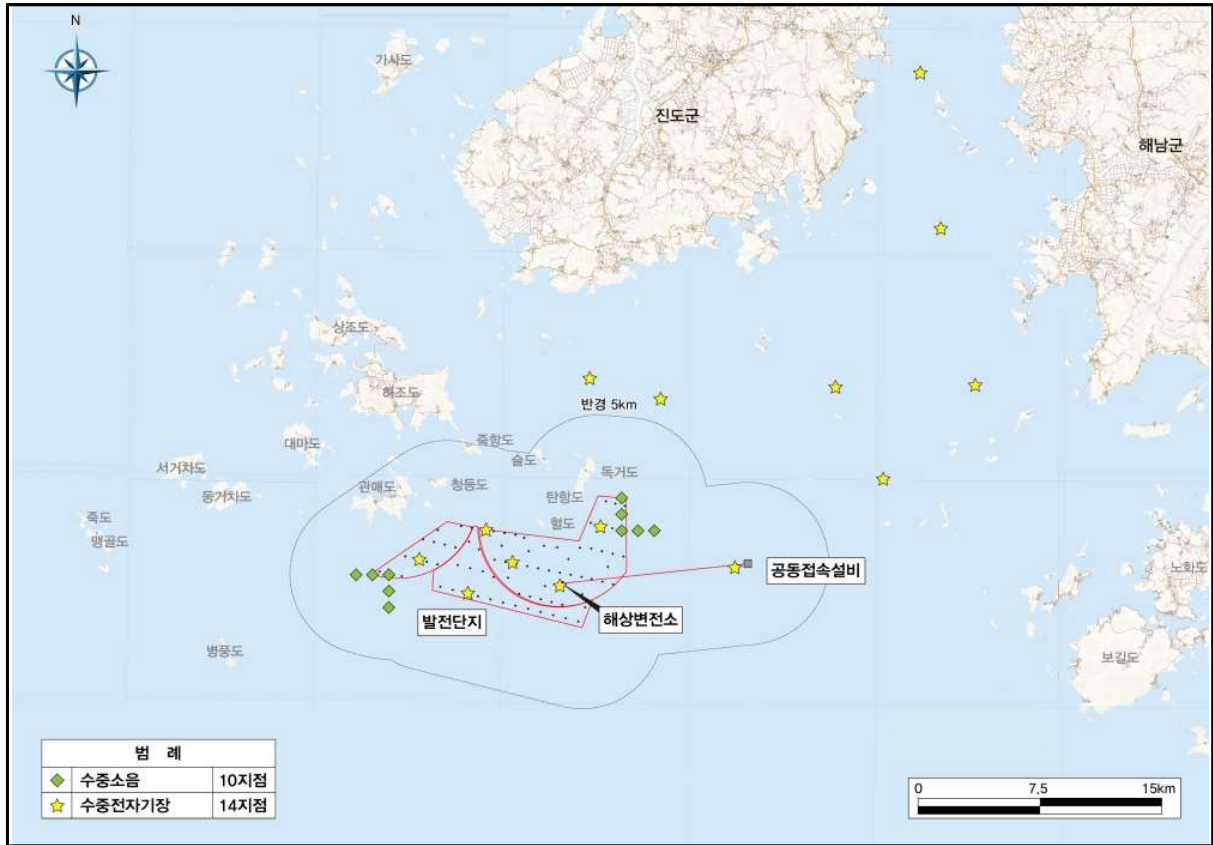 N
가사도
진도군
해남군
상조도
하조도
반경 5km
대마도
죽항도
슬도
독거도
서거차도
동거차도
관매도
청등도
탄항도
혈도
죽도
맹골도
공동접속설비
노화도
발전단지
해상변전소
병풍도
보길도
범 례
수중소음 10지점
수중전자기장 14지점
0 7.5 15km